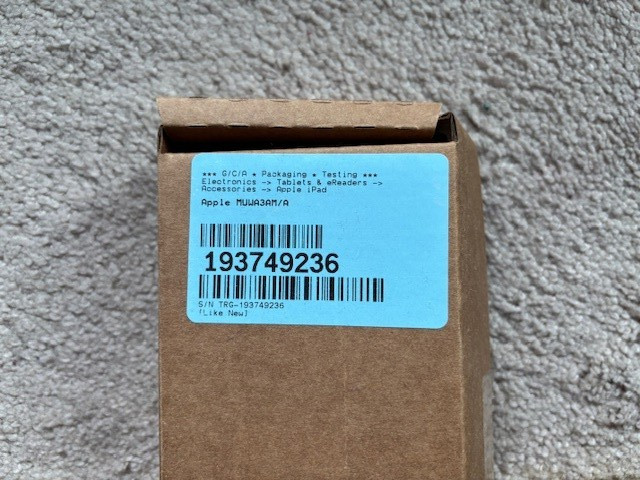 *** G/C/A * Packaging * Testing ***
Electronics -> Tablets & eReaders ->
Accessories -> Apple iPad
Apple MUWA3AM/A
193749236
S/N TRG-193749236
[Like New]